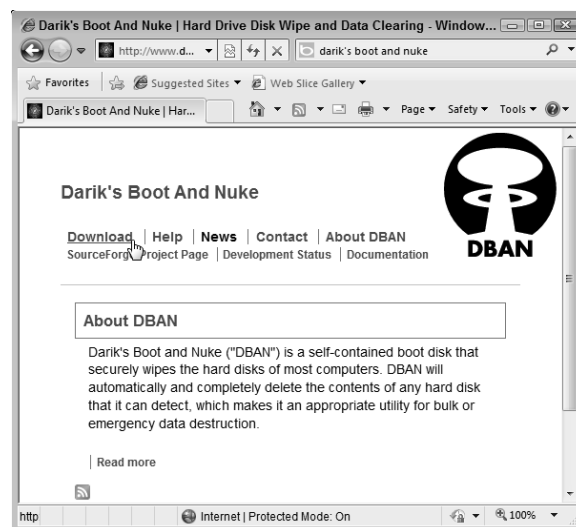 Darik's Boot And Nuke | Hard Drive Disk Wipe and Data Clearing - Window...
http://www.d... darik's boot and nuke
Favorites Suggested Sites Web Slice Gallery
Darik's Boot And Nuke | Har... Page Safety Tools
Darik's Boot And Nuke
DBAN
Download | Help | News | Contact | About DBAN
SourceForg Project Page | Development Status | Documentation
About DBAN
Darik's Boot and Nuke ("DBAN") is a self-contained boot disk that
securely wipes the hard disks of most computers. DBAN will
automatically and completely delete the contents of any hard disk
that it can detect, which makes it an appropriate utility for bulk or
emergency data destruction.
| Read more
http Internet | Protected Mode: On 100%